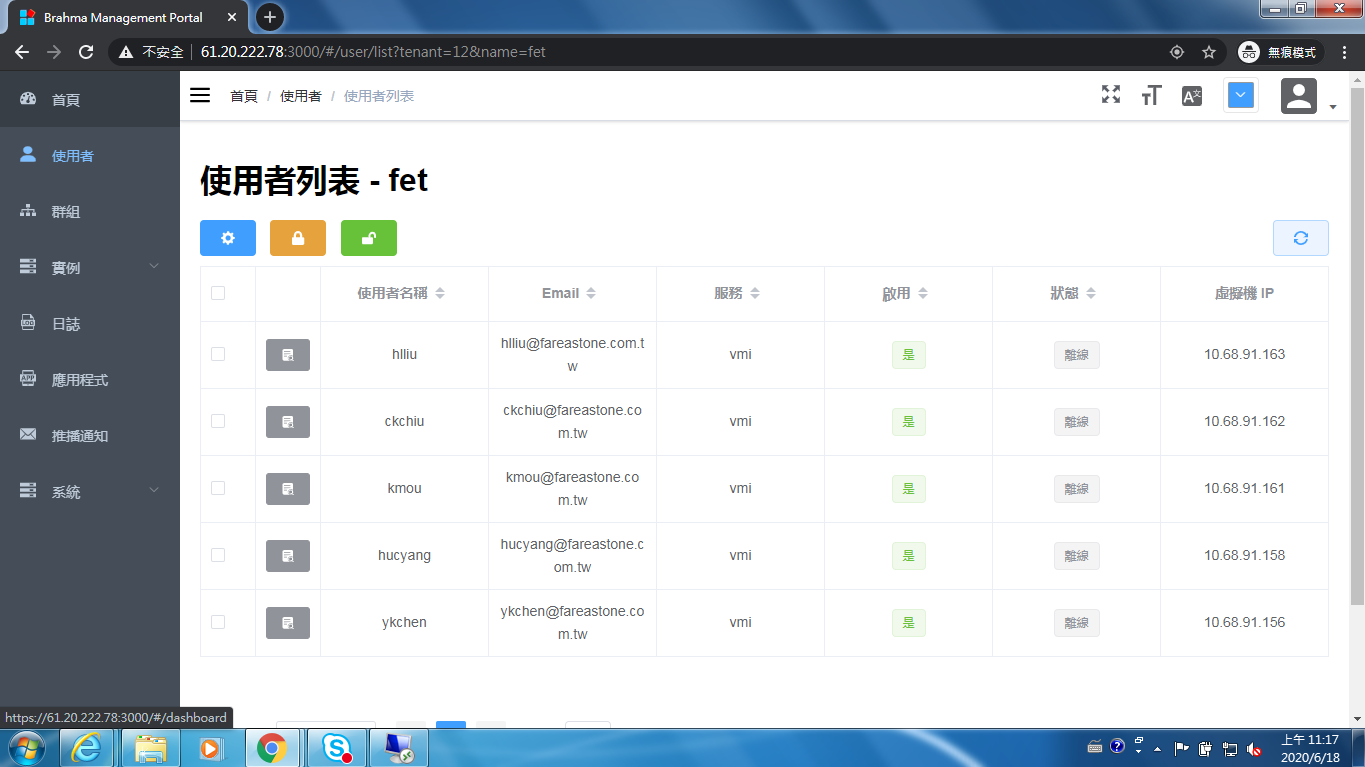 Brahma Management Portal
不安全 61.20.222.78:3000/#/user/list?tenant=12&name=fet
無痕模式
首頁
使用者
群組
實例
日誌
應用程式
推播通知
系統
首頁 / 使用者 / 使用者列表
使用者列表 - fet
使用者名稱 Email 服務 啟用 狀態 虛擬機 IP
hlliu hlliu@fareastone.com.t
w vmi 是 離線 10.68.91.163
ckchiu ckchiu@fareastone.co
m.tw vmi 是 離線 10.68.91.162
kmou kmou@fareastone.co
m.tw vmi 是 離線 10.68.91.161
hucyang hucyang@fareastone.c
om.tw vmi 是 離線 10.68.91.158
ykchen ykchen@fareastone.co
m.tw vmi 是 離線 10.68.91.156
https://61.20.222.78:3000/#/dashboard
上午 11:17
2020/6/18